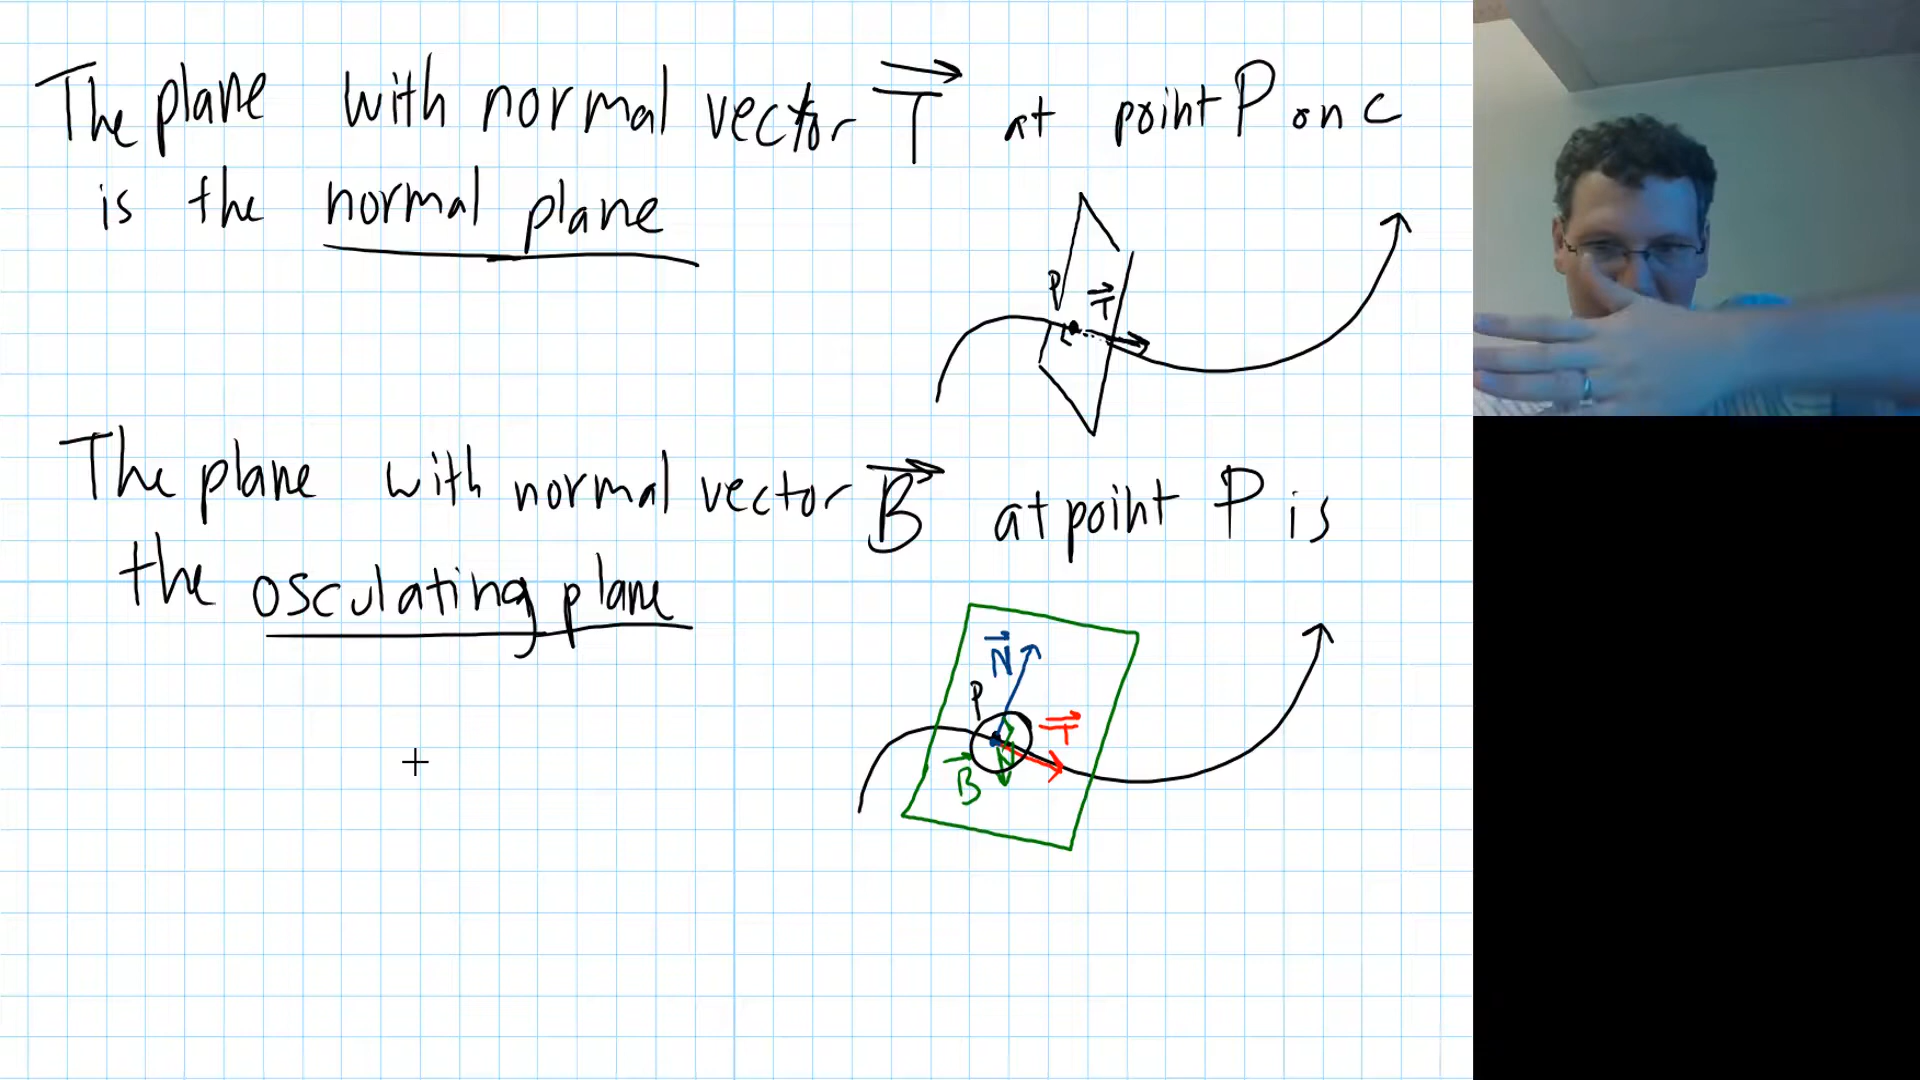 The plane with normal vector T at point P on C
is the normal plane
P T
The plane with normal vector B at point P is
the osculating plane
N
P
T
B